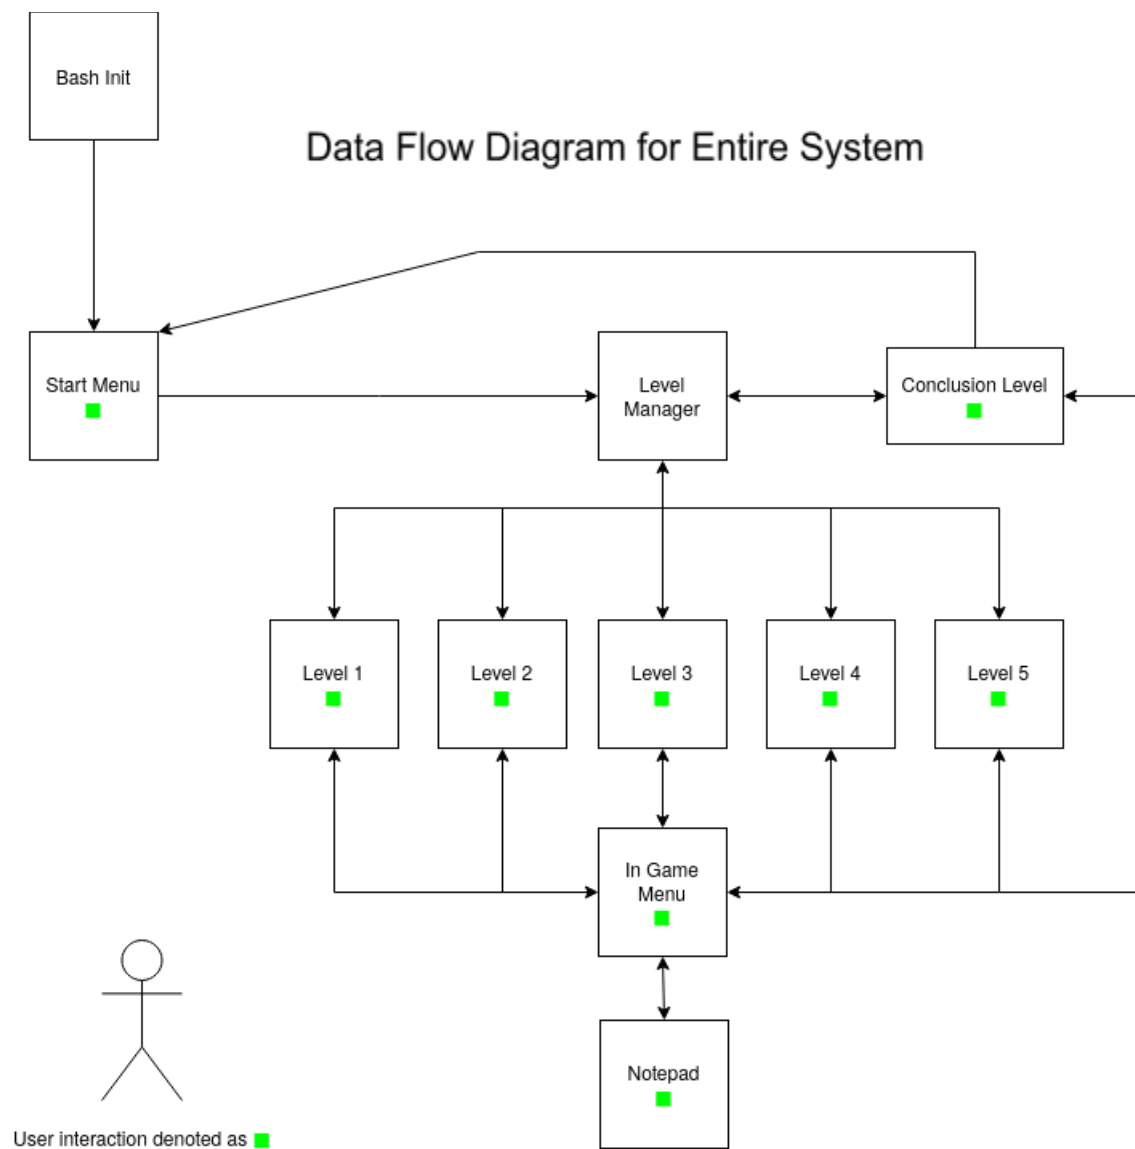 Bash Init
Data Flow Diagram for Entire System
Start Menu
Level
Manager
Conclusion Level
Level 1
Level 2
Level 3
Level 4
Level 5
In Game
Menu
Notepad
User interaction denoted as